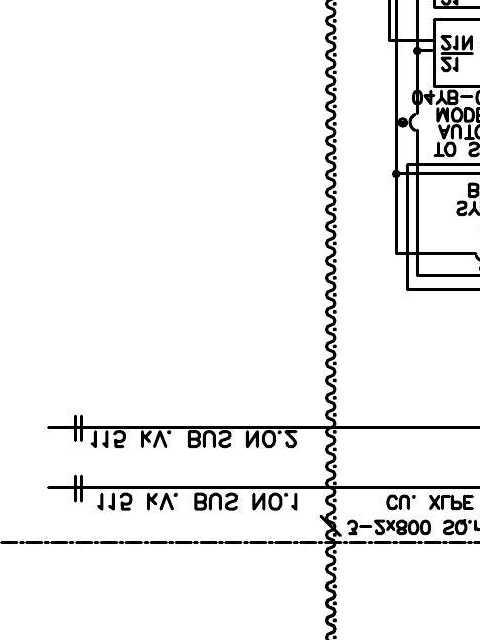 3-2x800 SQ.
115 kV. BUS NO.1
CU. XLPE
115 kV. BUS NO.2
SY
B
TO S
AUTO
MODE
04YB-
21
21N
21